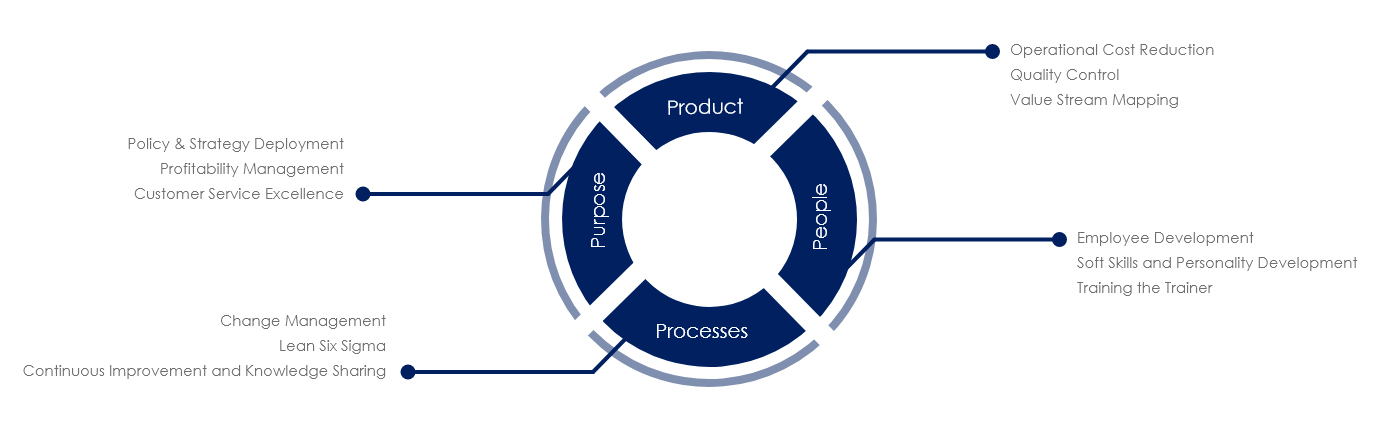 Product
Operational Cost Reduction
Quality Control
Value Stream Mapping
Policy & Strategy Deployment
Profitability Management
Customer Service Excellence
Purpose
People
Employee Development
Soft Skills and Personality Development
Training the Trainer
Processes
Change Management
Lean Six Sigma
Continuous Improvement and Knowledge Sharing